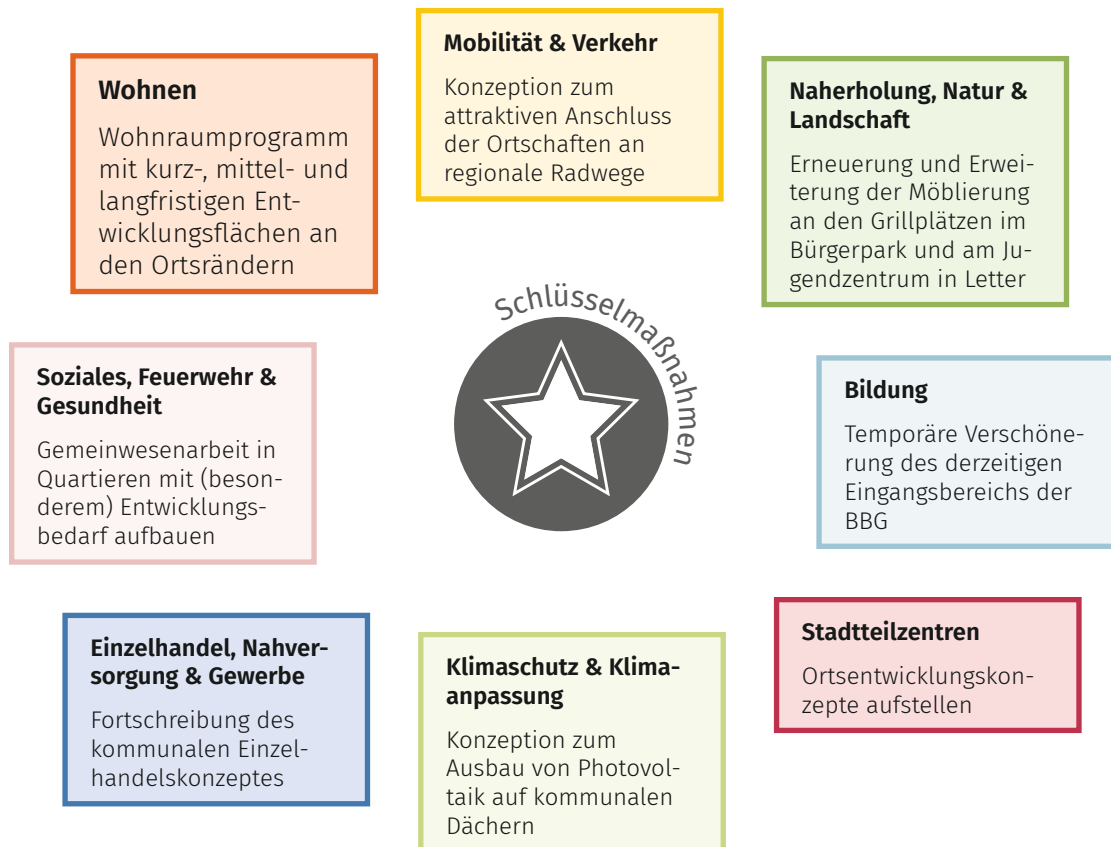 Mobilität & Verkehr
Konzeption zum
attraktiven Anschluss
der Ortschaften an
regionale Radwege
Wohnen
Wohnraumprogramm
mit kurz-, mittel- und
langfristigen Ent-
wicklungsflächen an
den Ortsrändern
Naherholung, Natur &
Landschaft
Erneuerung und Erwei-
terung der Möblierung
an den Grillplätzen im
Bürgerpark und am Ju-
gendzentrum in Letter
Schlüsselmaßnahmen
Soziales, Feuerwehr &
Gesundheit
Gemeinwesenarbeit in
Quartieren mit (beson-
derem) Entwicklungs-
bedarf aufbauen
Bildung
Temporäre Verschöne-
rung des derzeitigen
Eingangsbereichs der
BBG
Einzelhandel, Nahver-
sorgung & Gewerbe
Fortschreibung des
kommunalen Einzel-
handelskonzeptes
Klimaschutz & Klima-
anpassung
Konzeption zum
Ausbau von Photovol-
taik auf kommunalen
Dächern
Stadtteilzentren
Ortsentwicklungskon-
zepte aufstellen